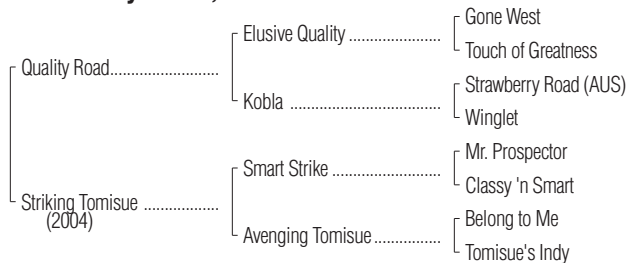 Gone West
Elusive Quality ....................
Touch of Greatness
Quality Road........................
Strawberry Road (AUS)
Kobla .................................
Winglet
Mr. Prospector
Smart Strike ........................
Classy 'n Smart
Striking Tomisue ................
(2004)
Belong to Me
Avenging Tomisue..............
Tomisue's Indy